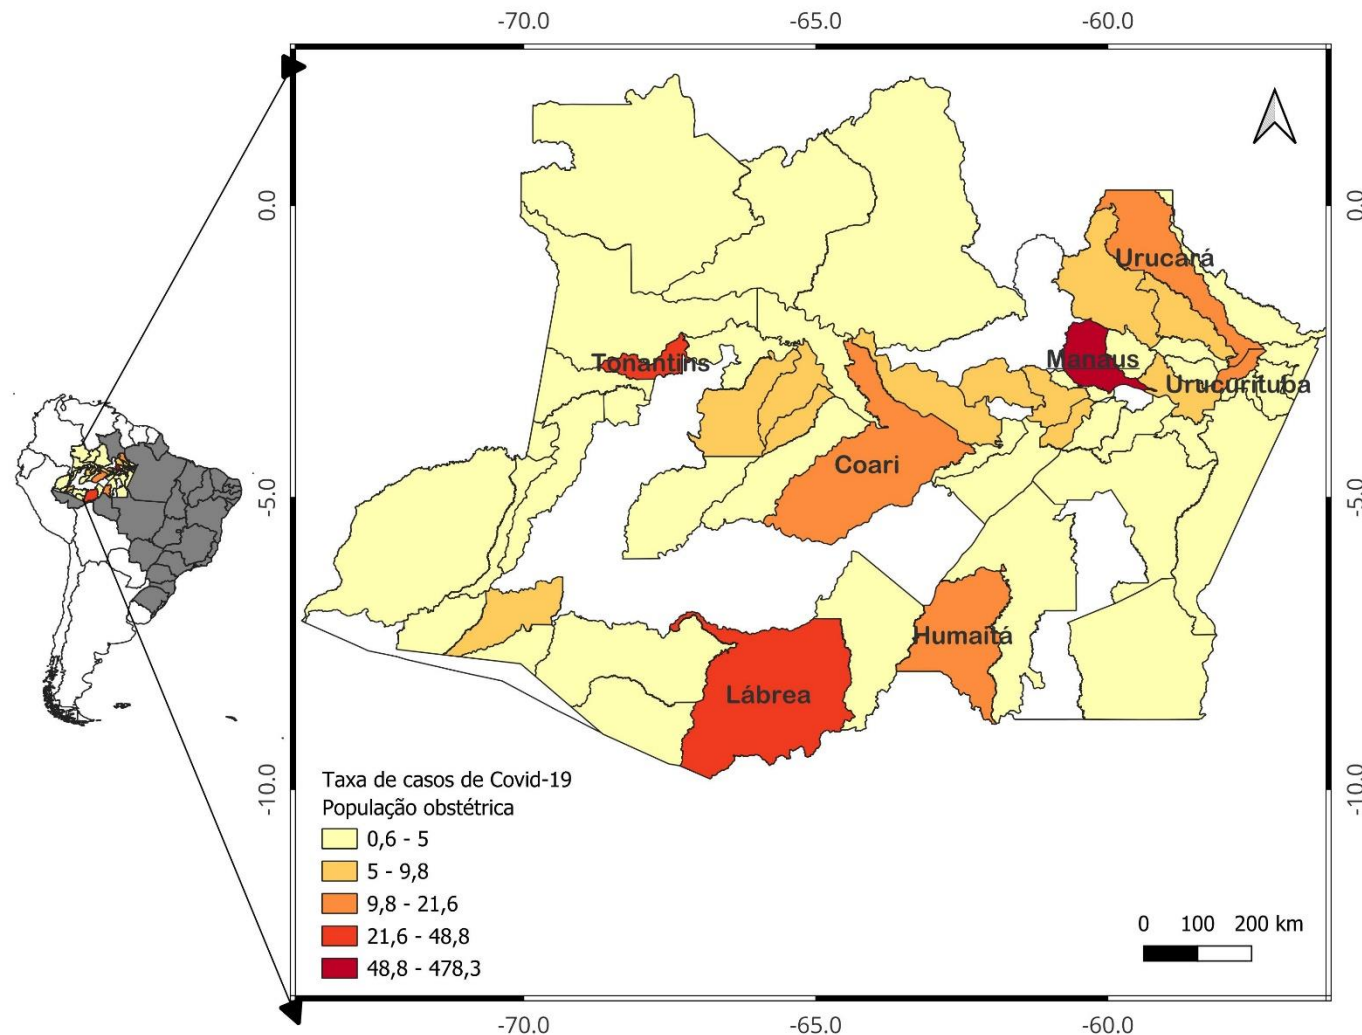 -70.0 -65.0 -60.0
0.0 0.0
Urucará
Tonantins Manaus
Urucurituba
Coari
-5.0 -5.0
Humaitá
Lábrea
-10.0 -10.0
Taxa de casos de Covid-19
População obstétrica
0,6 - 5
5 - 9,8
9,8 - 21,6
21,6 - 48,8
48,8 - 478,3
0 100 200 km
-70.0 -65.0 -60.0